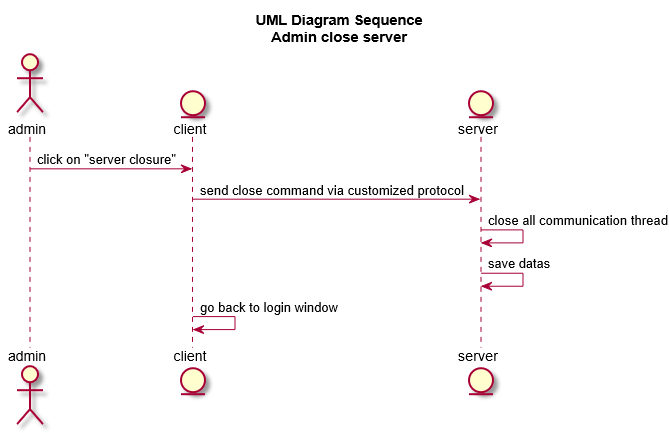 UML Diagram Sequence
Admin close server
admin
client
server
click on "server closure"
send close command via customized protocol
close all communication thread
save datas
go back to login window
admin
client
server